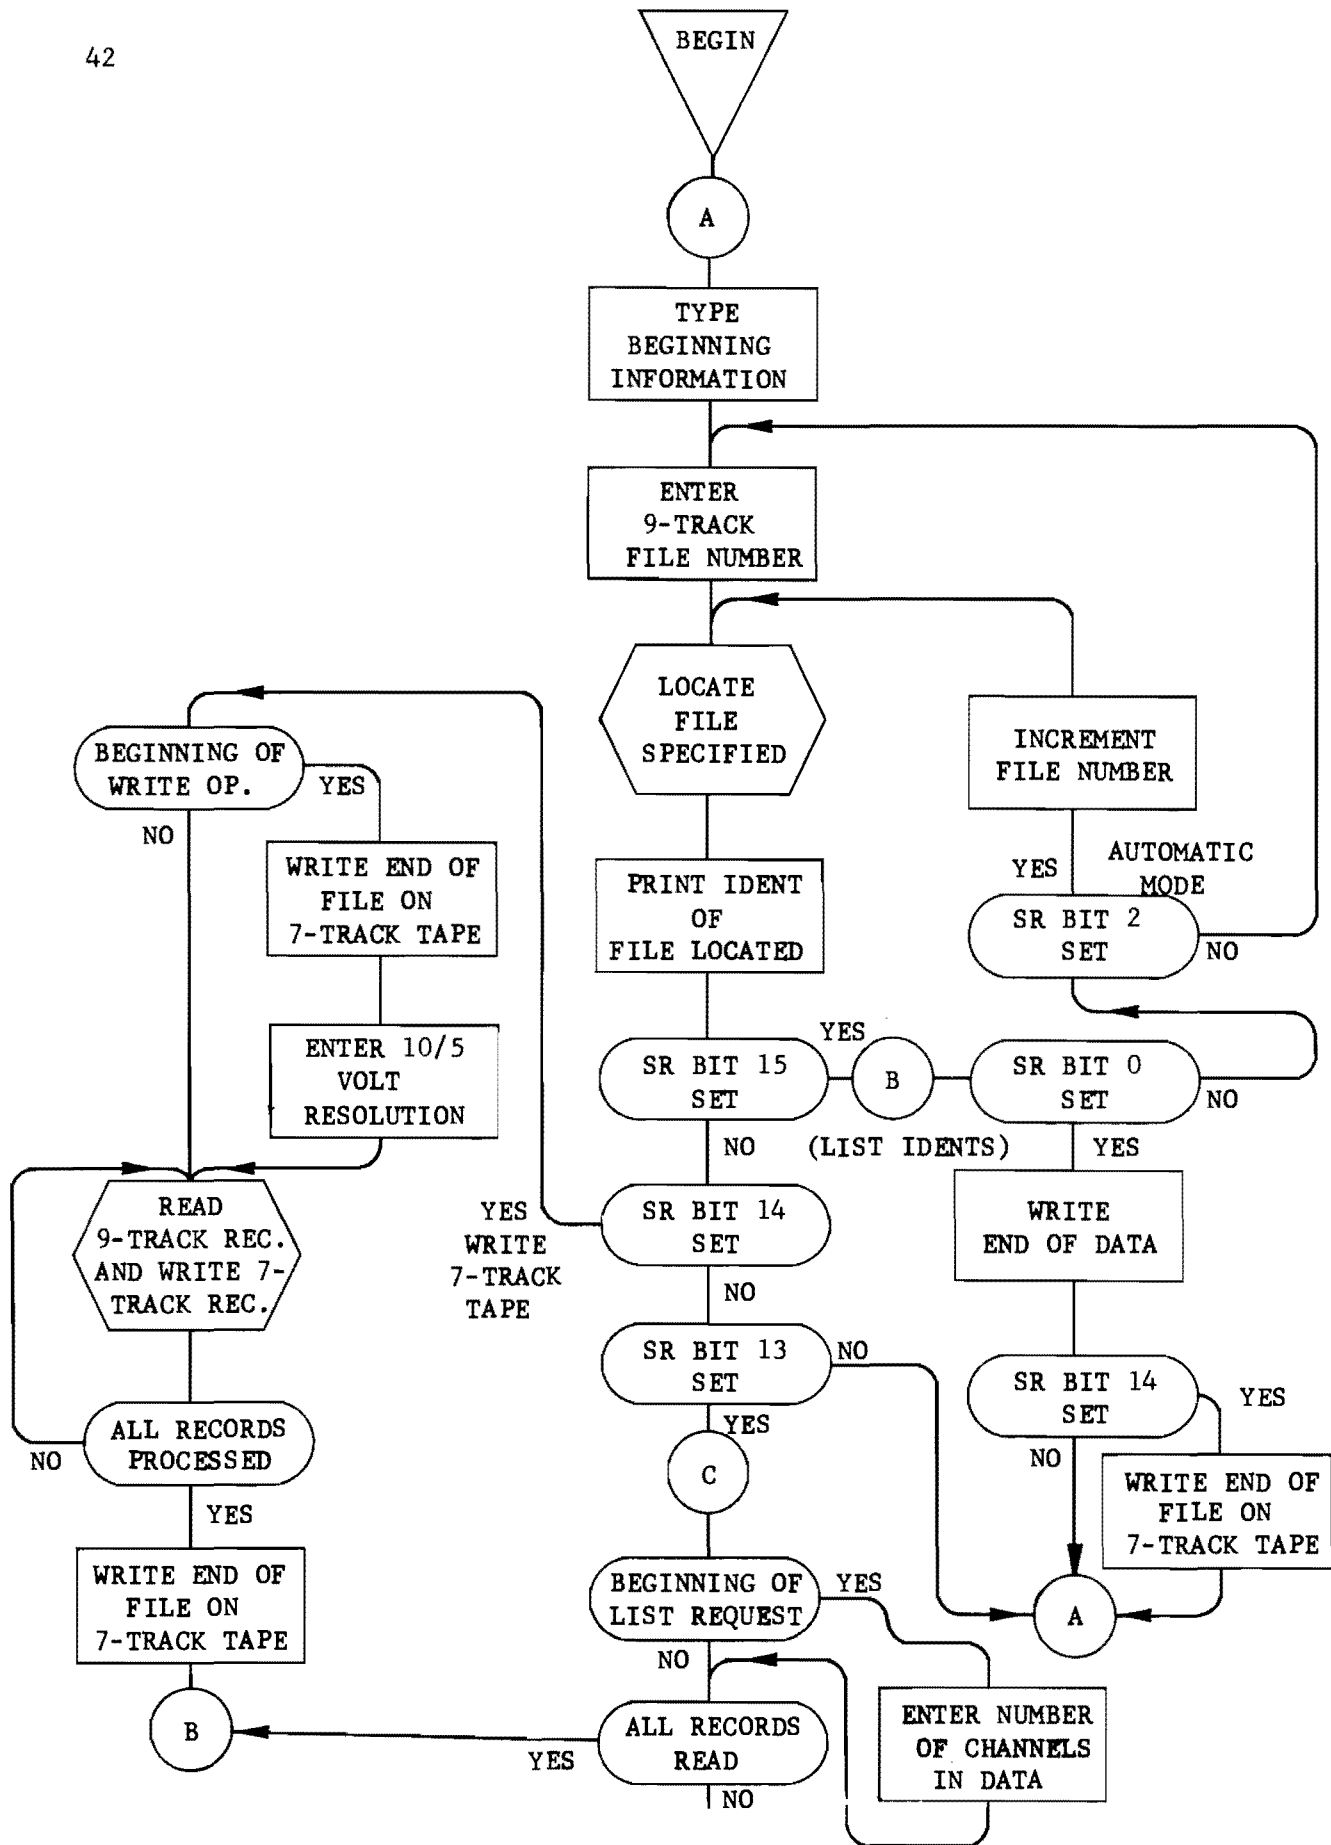 42
BEGIN
A
TYPE
BEGINNING
INFORMATION
ENTER
9-TRACK
FILE NUMBER
LOCATE
FILE
SPECIFIED
INCREMENT
FILE NUMBER
BEGINNING OF
WRITE OP.
YES
NO
WRITE END OF
FILE ON
7-TRACK TAPE
PRINT IDENT
OF
FILE LOCATED
YES
AUTOMATIC
MODE
SR BIT 2
SET
NO
ENTER 10/5
VOLT
RESOLUTION
SR BIT 15
SET
YES
B
SR BIT 0
SET
NO
NO
(LIST IDENTS)
YES
READ
9-TRACK REC.
AND WRITE 7-
TRACK REC.
YES
WRITE
7-TRACK
TAPE
SR BIT 14
SET
NO
WRITE
END OF DATA
SR BIT 13
SET
NO
YES
SR BIT 14
SET
YES
NO
ALL RECORDS
PROCESSED
NO
YES
C
WRITE END OF
FILE ON
7-TRACK TAPE
WRITE END OF
FILE ON
7-TRACK TAPE
BEGINNING OF
LIST REQUEST
YES
NO
A
B
ALL RECORDS
READ
YES
NO
ENTER NUMBER
OF CHANNELS
IN DATA